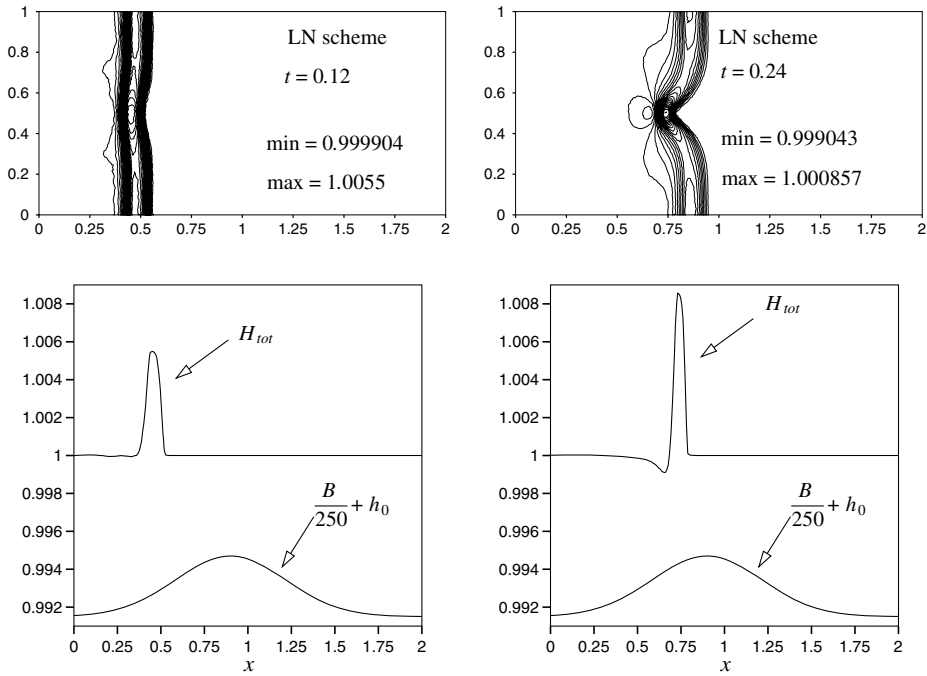 1
0.8
0.6
0.4
0.2
0
0 0.25 0.5 0.75 1 1.25 1.5 1.75 2
LN scheme
t = 0.12
min = 0.999904
max = 1.0055
1
0.8
0.6
0.4
0.2
0
0 0.25 0.5 0.75 1 1.25 1.5 1.75 2
LN scheme
t = 0.24
min = 0.999043
max = 1.000857
1.008
1.006
1.004
1.002
1
0.998
0.996
0.994
0.992
H_tot
B/250 + h_0
0 0.25 0.5 0.75 1 1.25 1.5 1.75 2
x
1.008
1.006
1.004
1.002
1
0.998
0.996
0.994
0.992
H_tot
B/250 + h_0
0 0.25 0.5 0.75 1 1.25 1.5 1.75 2
x